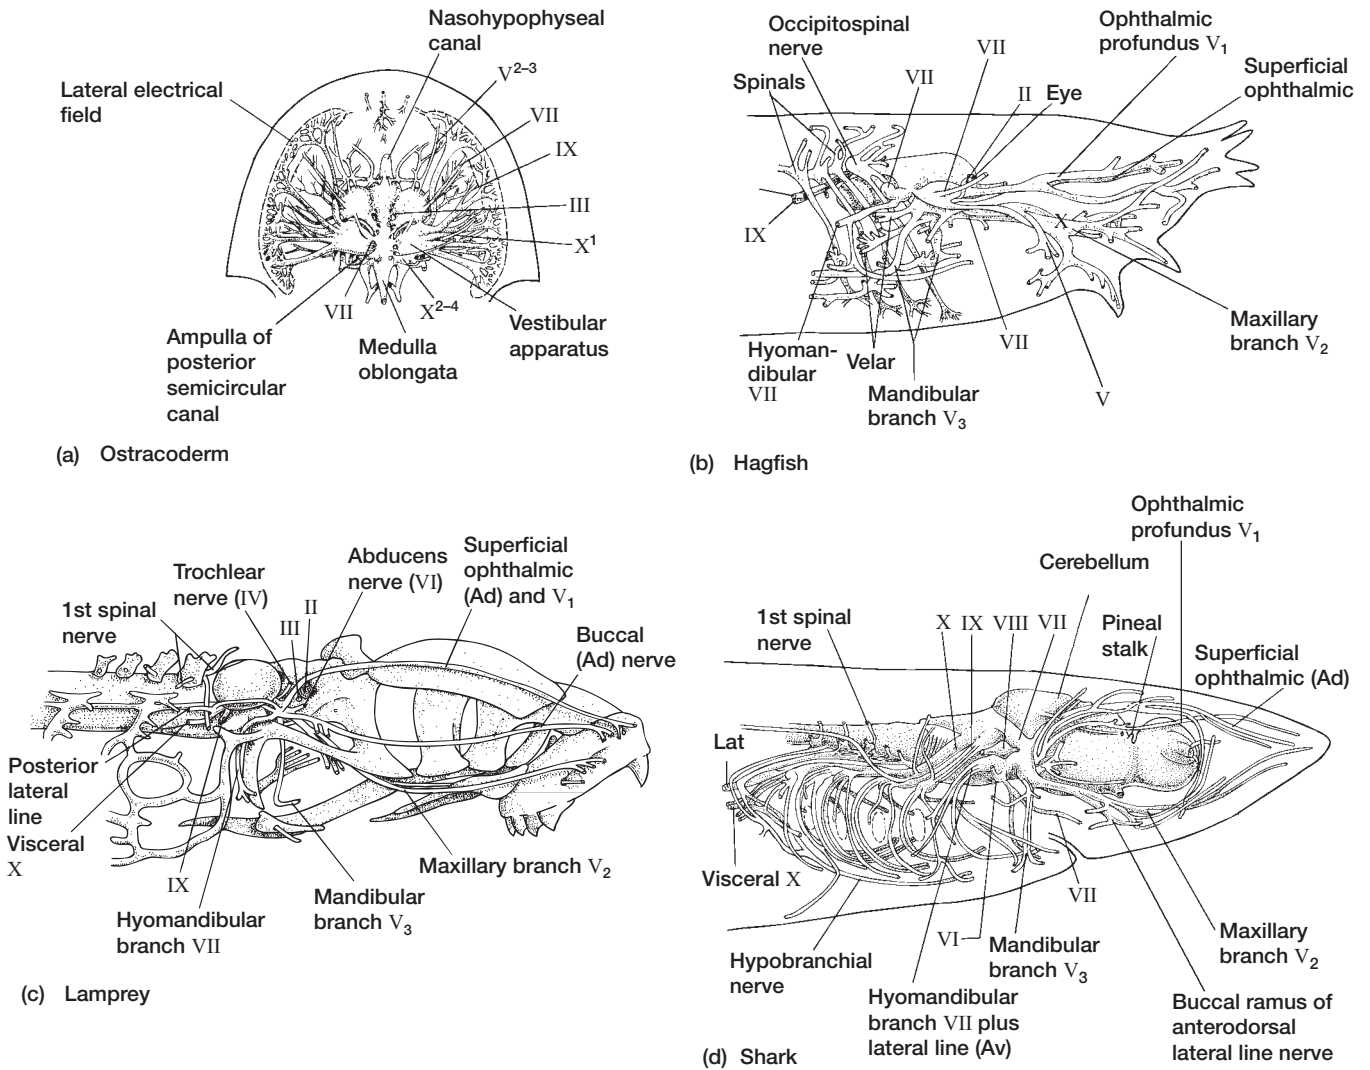 Nasohypophyseal
canal
V2–3
Lateral electrical
field
VII
IX
III
X1
VII
X2–4
Vestibular
apparatus
Ampulla of
posterior
semicircular
canal
Medulla
oblongata
(a) Ostracoderm
Occipitospinal
nerve
VII
Ophthalmic
profundus V1
Spinals
VII
II
Eye
Superficial
ophthalmic
IX
X
Hyoman-
dibular
VII
Velar
VII
Maxillary
branch V2
Mandibular
branch V3
V
(b) Hagfish
Trochlear
nerve (IV)
Abducens
nerve (VI)
Superficial
ophthalmic
(Ad) and V1
1st spinal
nerve
II
III
Buccal
(Ad) nerve
Posterior
lateral
line
Visceral
X
IX
Hyomandibular
branch VII
Mandibular
branch V3
Maxillary branch V2
(c) Lamprey
Ophthalmic
profundus V1
Cerebellum
1st spinal
nerve
X
IX
VIII
VII
Pineal
stalk
Superficial
ophthalmic (Ad)
Lat
Visceral X
VII
Hypobranchial
nerve
VI
Mandibular
branch V3
Maxillary
branch V2
Hyomandibular
branch VII plus
lateral line (Av)
Buccal ramus of
anterodorsal
lateral line nerve
(d) Shark